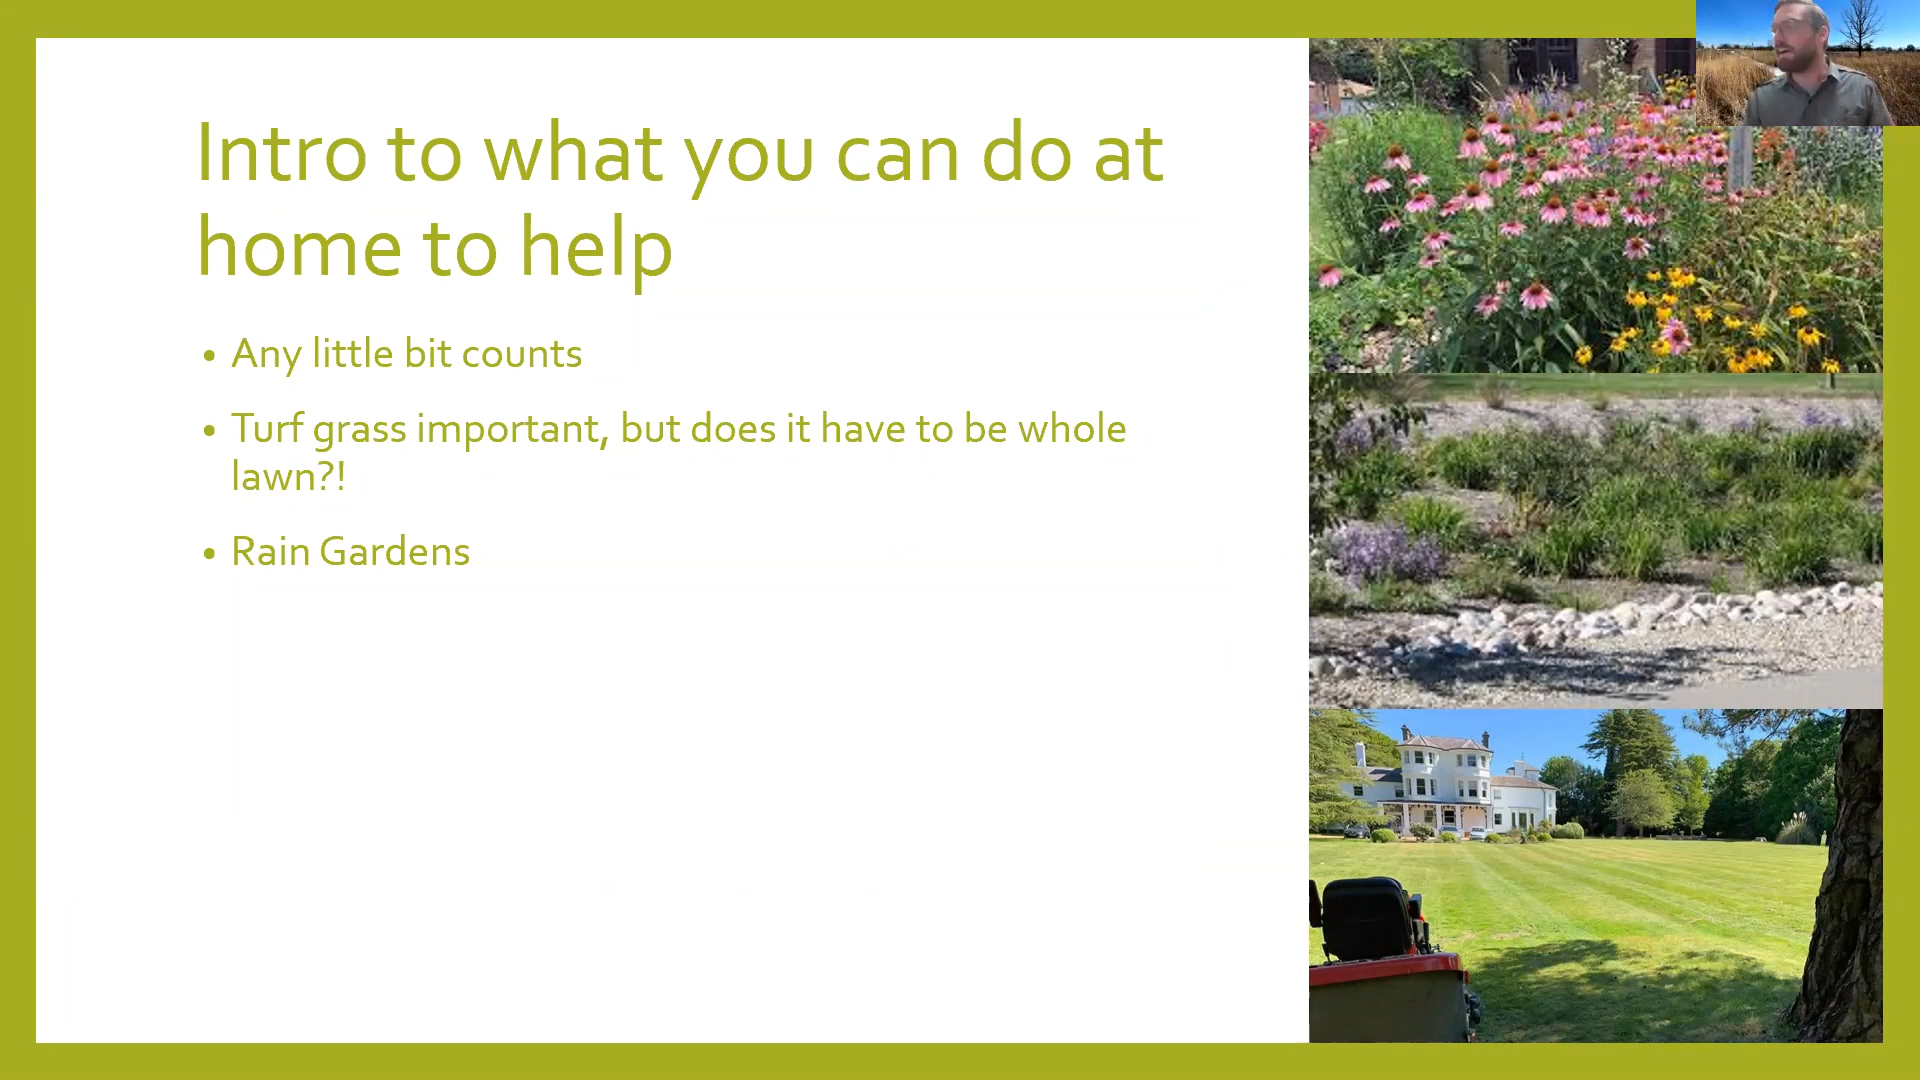 Intro to what you can do at
home to help
• Any little bit counts
• Turf grass important, but does it have to be whole
lawn?!
• Rain Gardens